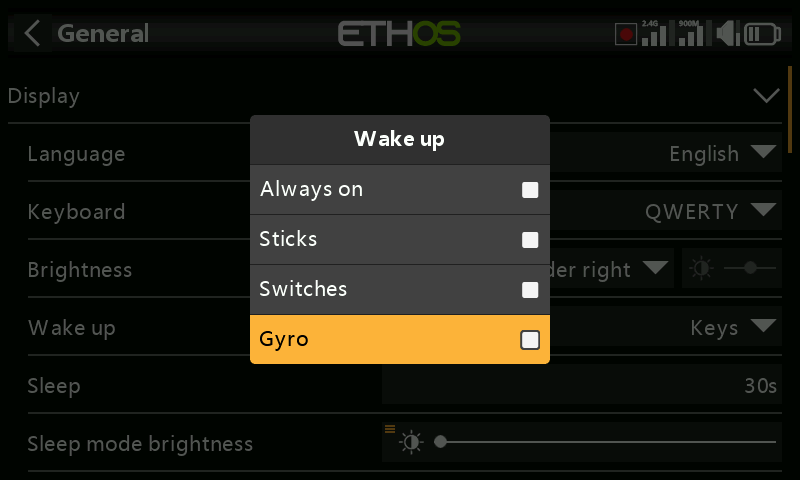 General
ETHOS
2.4G
900M
Display
Language
English
Keyboard
QWERTY
Brightness
der right
Wake up
Keys
Sleep
30s
Sleep mode brightness
Wake up
Always on
Sticks
Switches
Gyro